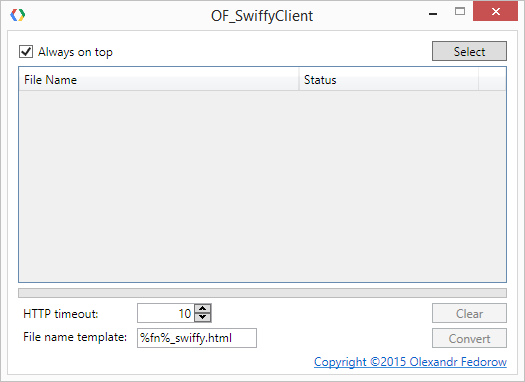 OF_SwiffyClient
Always on top
Select
File Name Status
HTTP timeout: 10
Clear
File name template: %fn%_swiffy.html
Convert
Copyright ©2015 Olexandr Fedorow